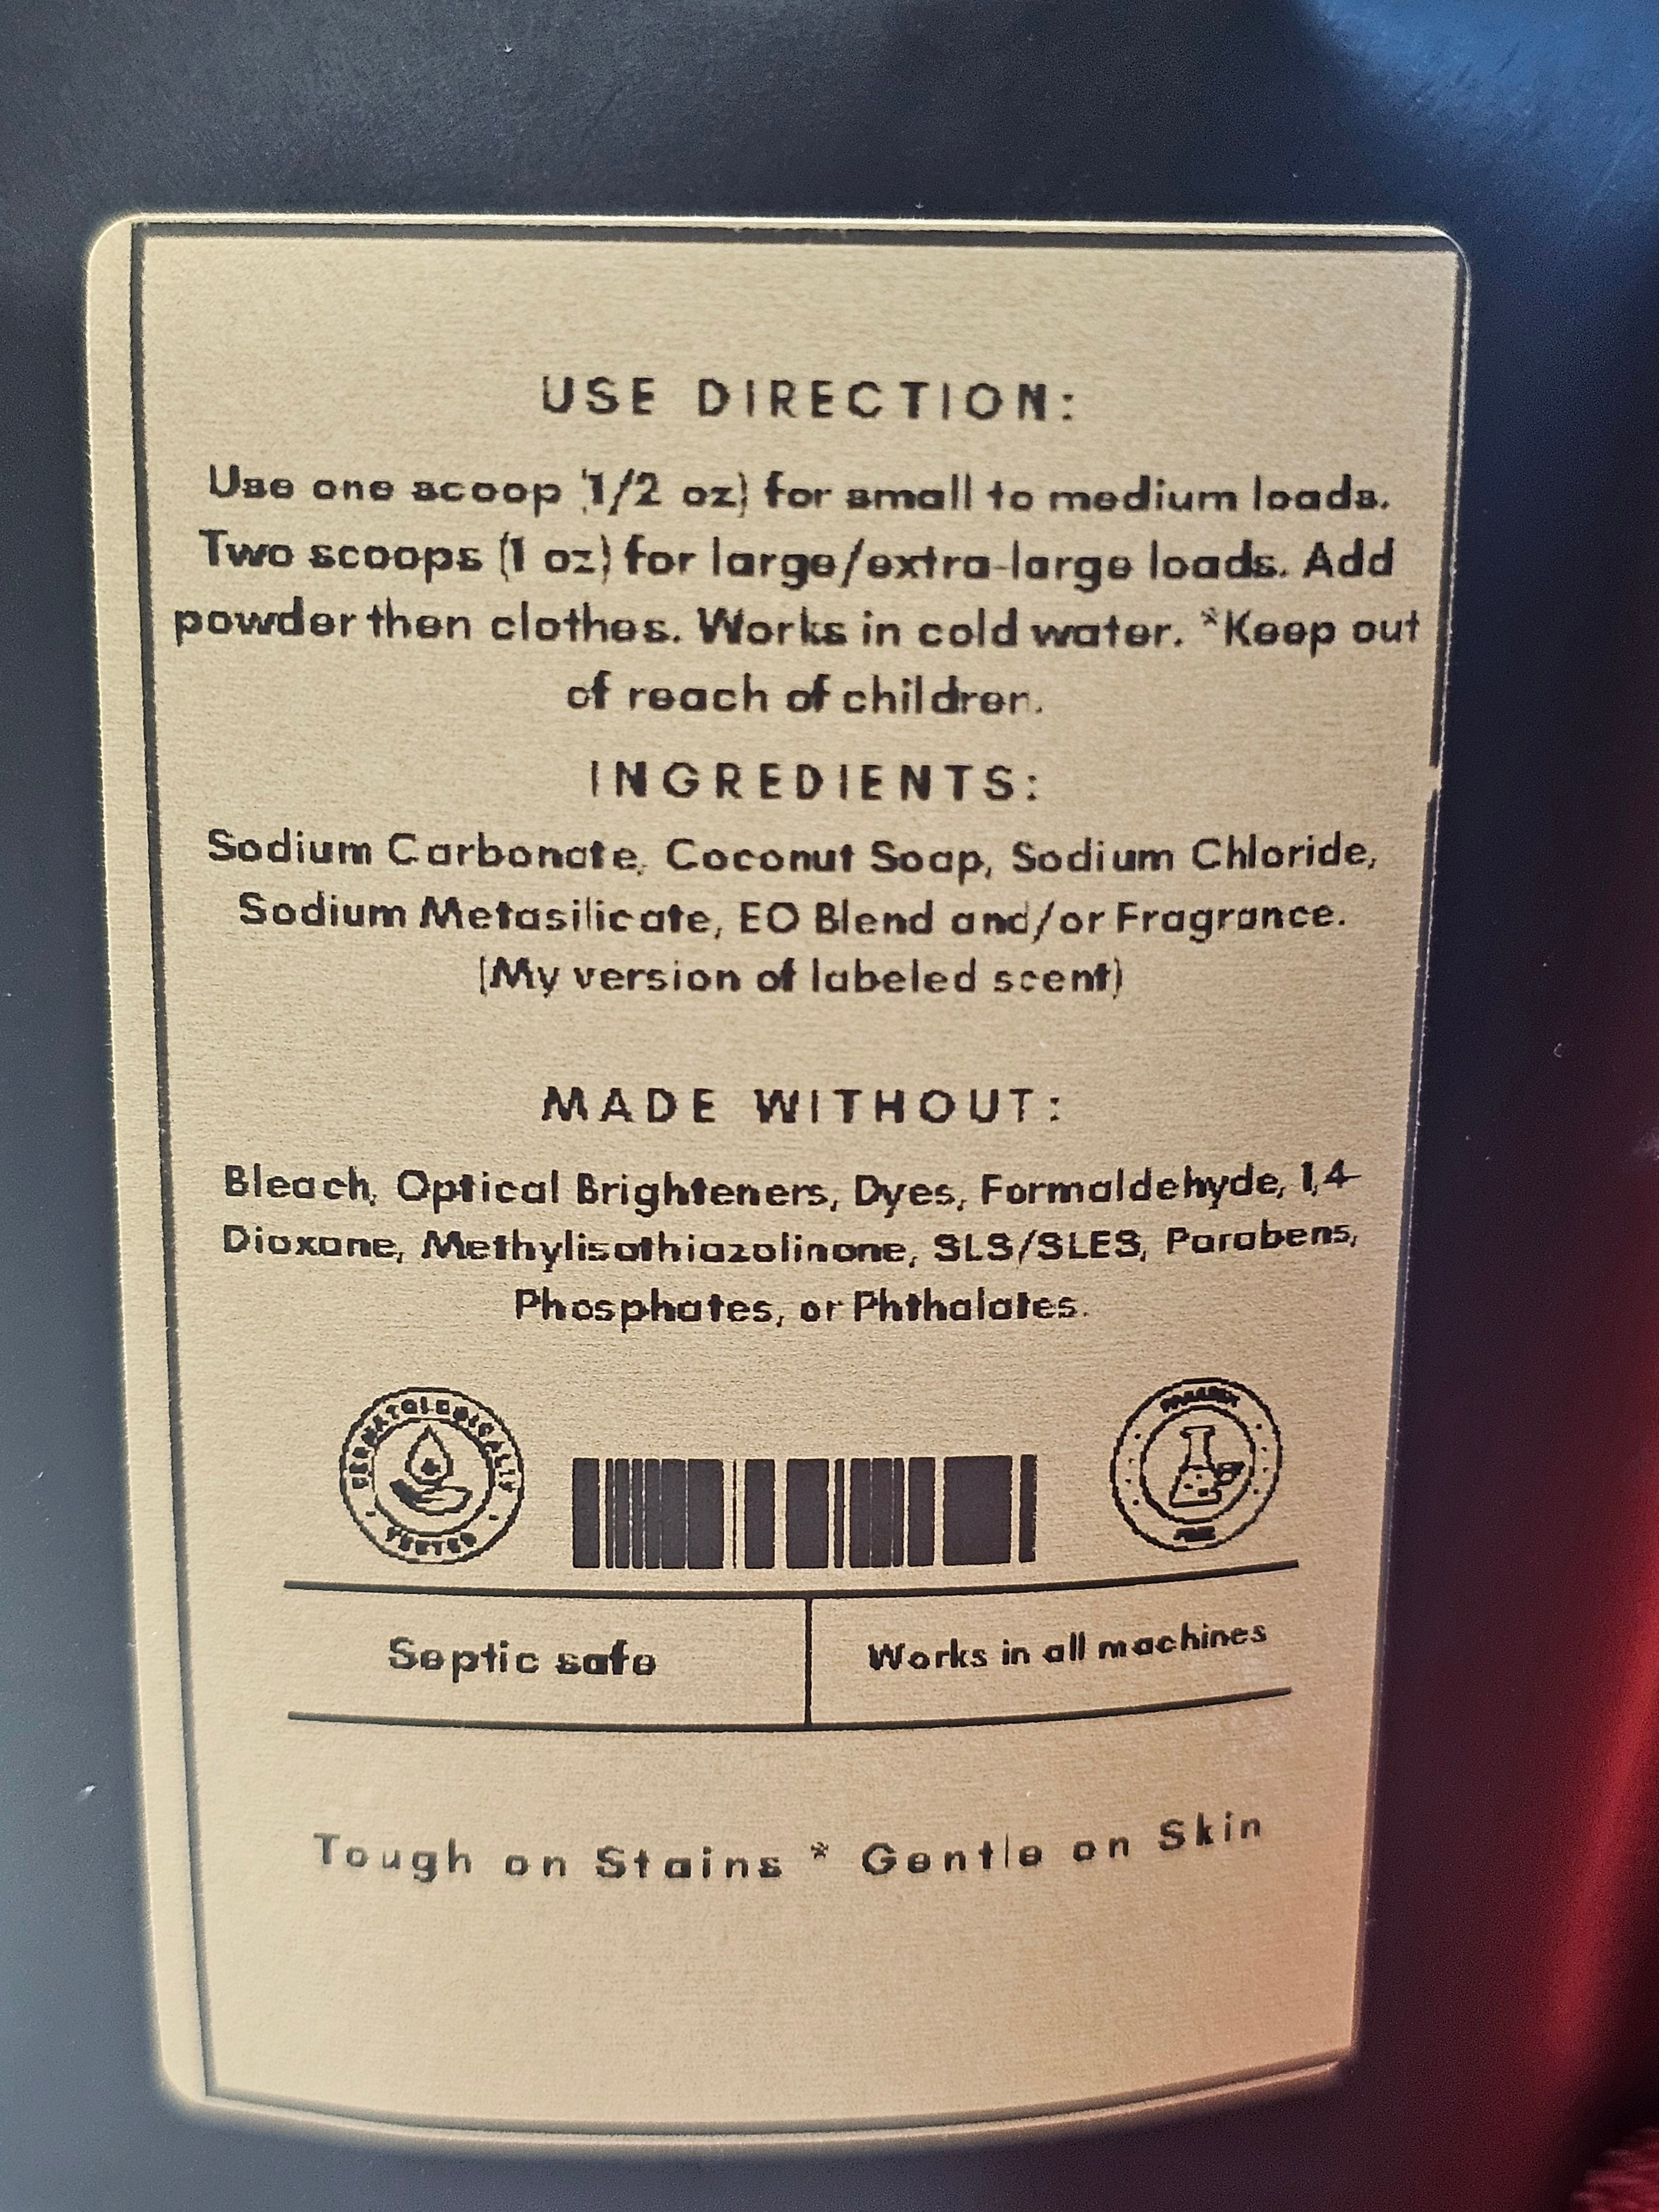 USE DIRECTION:
Use one scoop (1/2 oz) for small to medium loads.
Two scoops (1 oz) for large/extra-large loads. Add
powder then clothes. Works in cold water. *Keep out
of reach of children.
INGREDIENTS:
Sodium Carbonate, Coconut Soap, Sodium Chloride,
Sodium Metasilicate, EO Blend and/or Fragrance.
(My version of labeled scent)
MADE WITHOUT:
Bleach, Optical Brighteners, Dyes, Formaldehyde, 1,4-
Dioxane, Methylisothiazolinone, SLS/SLES, Parabens,
Phosphates, or Phthalates.
DERMATOLOGICALLY
TESTED
Septic safe
Works in all machines
Tough on Stains * Gentle on Skin